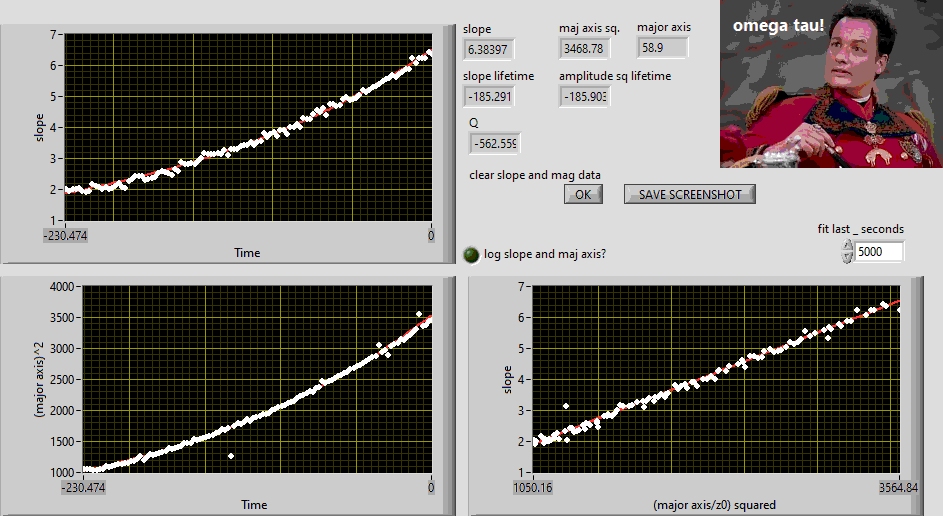 omega tau!
slope maj axis sq. major axis
6.38397 3468.78 58.9
slope lifetime amplitude sq lifetime
-185.291 -185.903
Q
-562.559
clear slope and mag data
OK SAVE SCREENSHOT
fit last _ seconds
5000
log slope and maj axis?
7
6
5
4
3
2
1
slope
-230.474 0
Time
4000
3500
3000
2500
2000
1500
1000
(major axis)^2
-230.474 0
Time
7
6
5
4
3
2
1
slope
1050.16 3564.84
(major axis/z0) squared